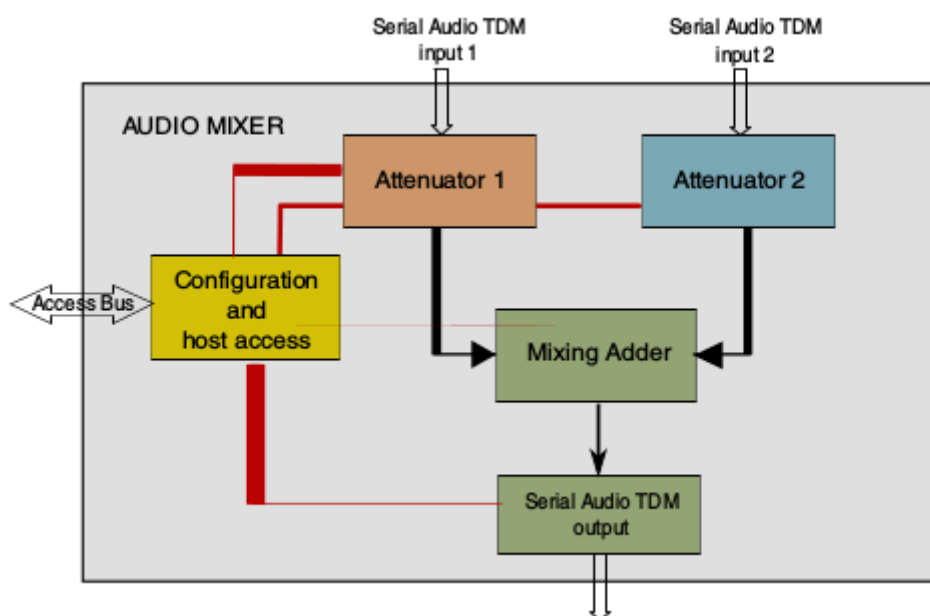 Serial Audio TDM
input 1
Serial Audio TDM
input 2
AUDIO MIXER
Attenuator 1
Attenuator 2
Access Bus
Configuration
and
host access
Mixing Adder
Serial Audio TDM
output